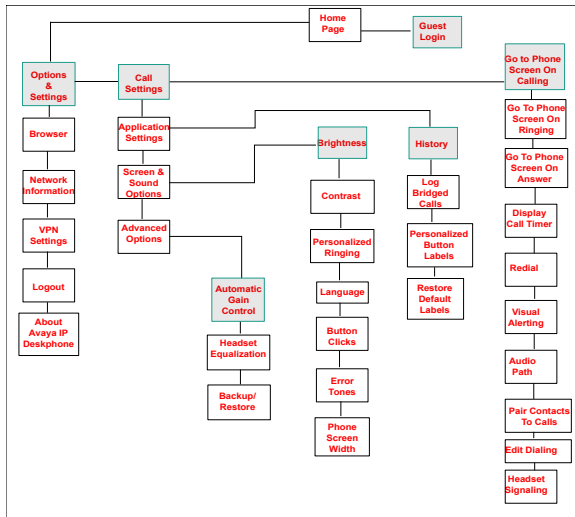 Home
Page
Guest
Login
Options
&
Settings
Call
Settings
Go to Phone
Screen On
Calling
Browser
Network
Information
VPN
Settings
Logout
About
Avaya IP
Deskphone
Application
Settings
Screen &
Sound
Options
Advanced
Options
Automatic
Gain
Control
Headset
Equalization
Backup/
Restore
Brightness
Contrast
Personalized
Ringing
Language
Button
Clicks
Error
Tones
Phone
Screen
Width
History
Log
Bridged
Calls
Personalized
Button
Labels
Restore
Default
Labels
Go To Phone
Screen On
Ringing
Go To Phone
Screen On
Answer
Display
Call Timer
Redial
Visual
Alerting
Audio
Path
Pair Contacts
To Calls
Edit Dialing
Headset
Signaling